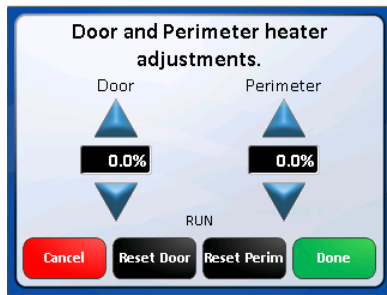 Door and Perimeter heater
adjustments.
Door Perimeter
0.0% 0.0%
RUN
Cancel Reset Door Reset Perim Done